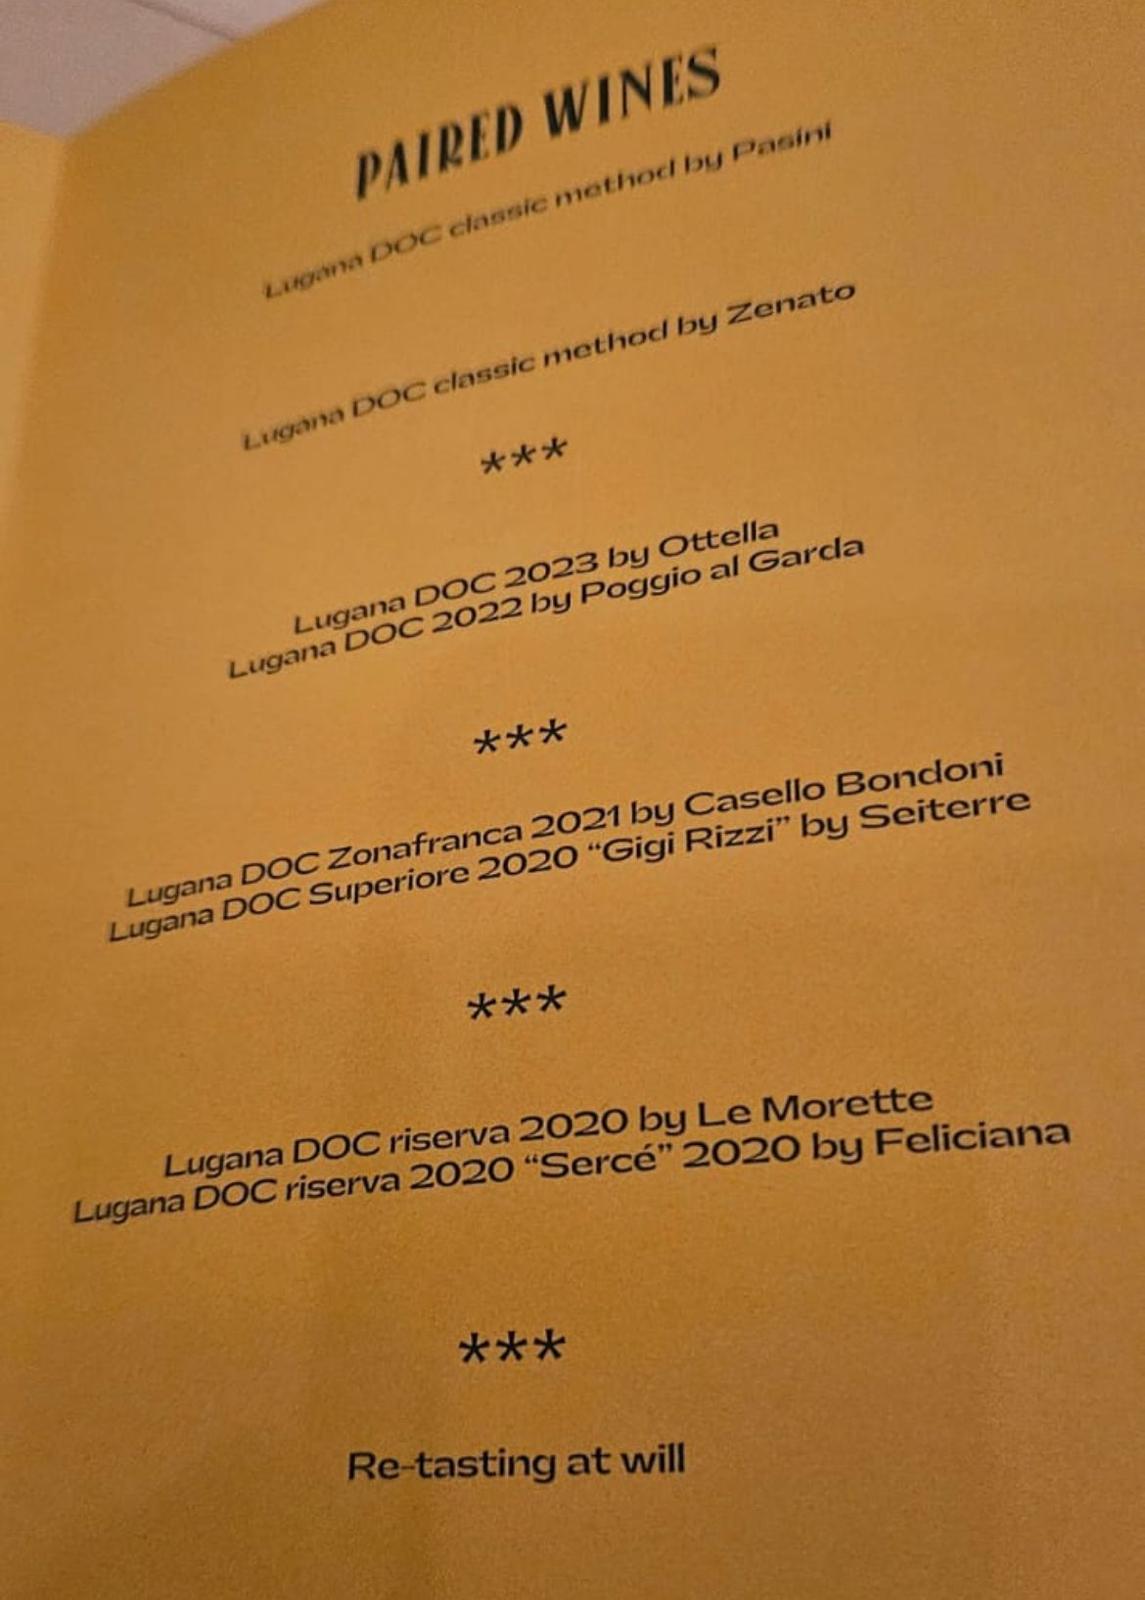 PAIRED WINES
Lugana DOC classic method by Pasini
Lugana DOC classic method by Zenato
***
Lugana DOC 2023 by Ottella
Lugana DOC 2022 by Poggio al Garda
***
Lugana DOC Zonafranca 2021 by Casello Bondoni
Lugana DOC Superiore 2020 “Gigi Rizzi” by Seiterre
***
Lugana DOC riserva 2020 by Le Morette
Lugana DOC riserva 2020 “Sercé” 2020 by Feliciana
***
Re-tasting at will